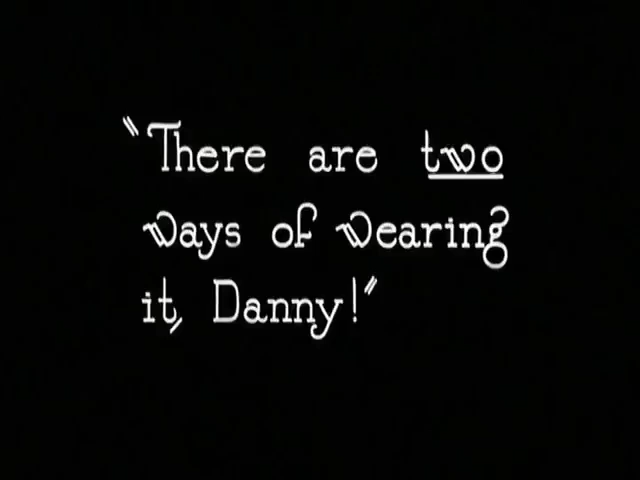 "There are two
ways of wearing
it, Danny!"